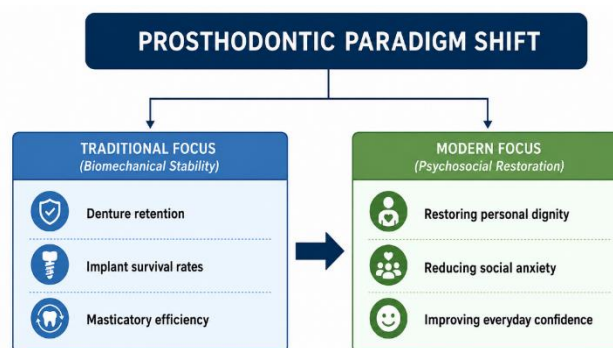 PROSTHODONTIC PARADIGM SHIFT
TRADITIONAL FOCUS
(Biomechanical Stability)
Denture retention
Implant survival rates
Masticatory efficiency
MODERN FOCUS
(Psychosocial Restoration)
Restoring personal dignity
Reducing social anxiety
Improving everyday confidence